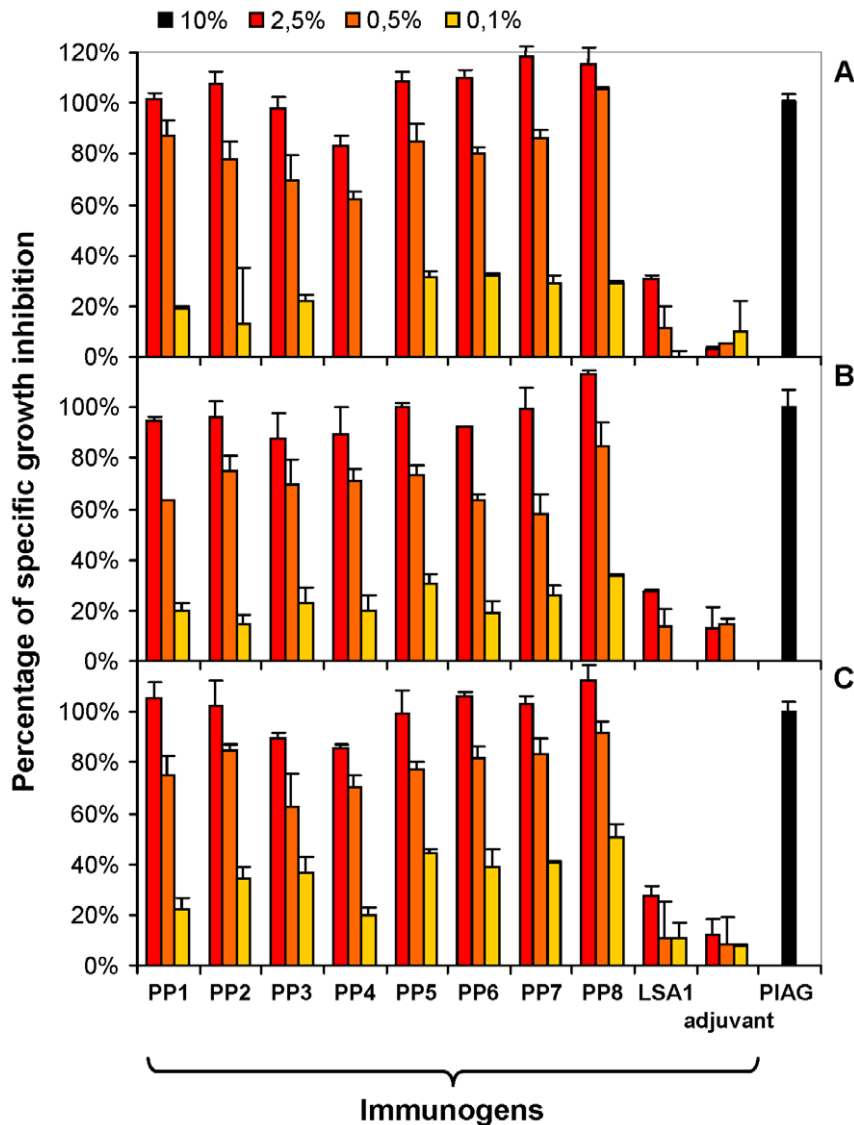 10% 2,5% 0,5% 0,1%
Percentage of specific growth inhibition
120%
100%
80%
60%
40%
20%
0%
A
100%
80%
60%
40%
20%
0%
B
100%
80%
60%
40%
20%
0%
C
PP1 PP2 PP3 PP4 PP5 PP6 PP7 PP8 LSA1 adjuvant PIAG
Immunogens